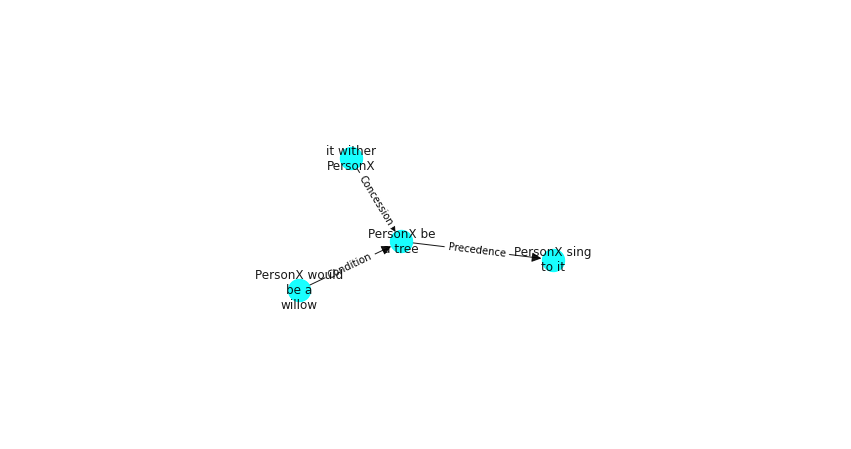 it wither
PersonX
Concession
PersonX be
a tree
Precedence
PersonX sing
to it
Condition
PersonX would
be a
willow